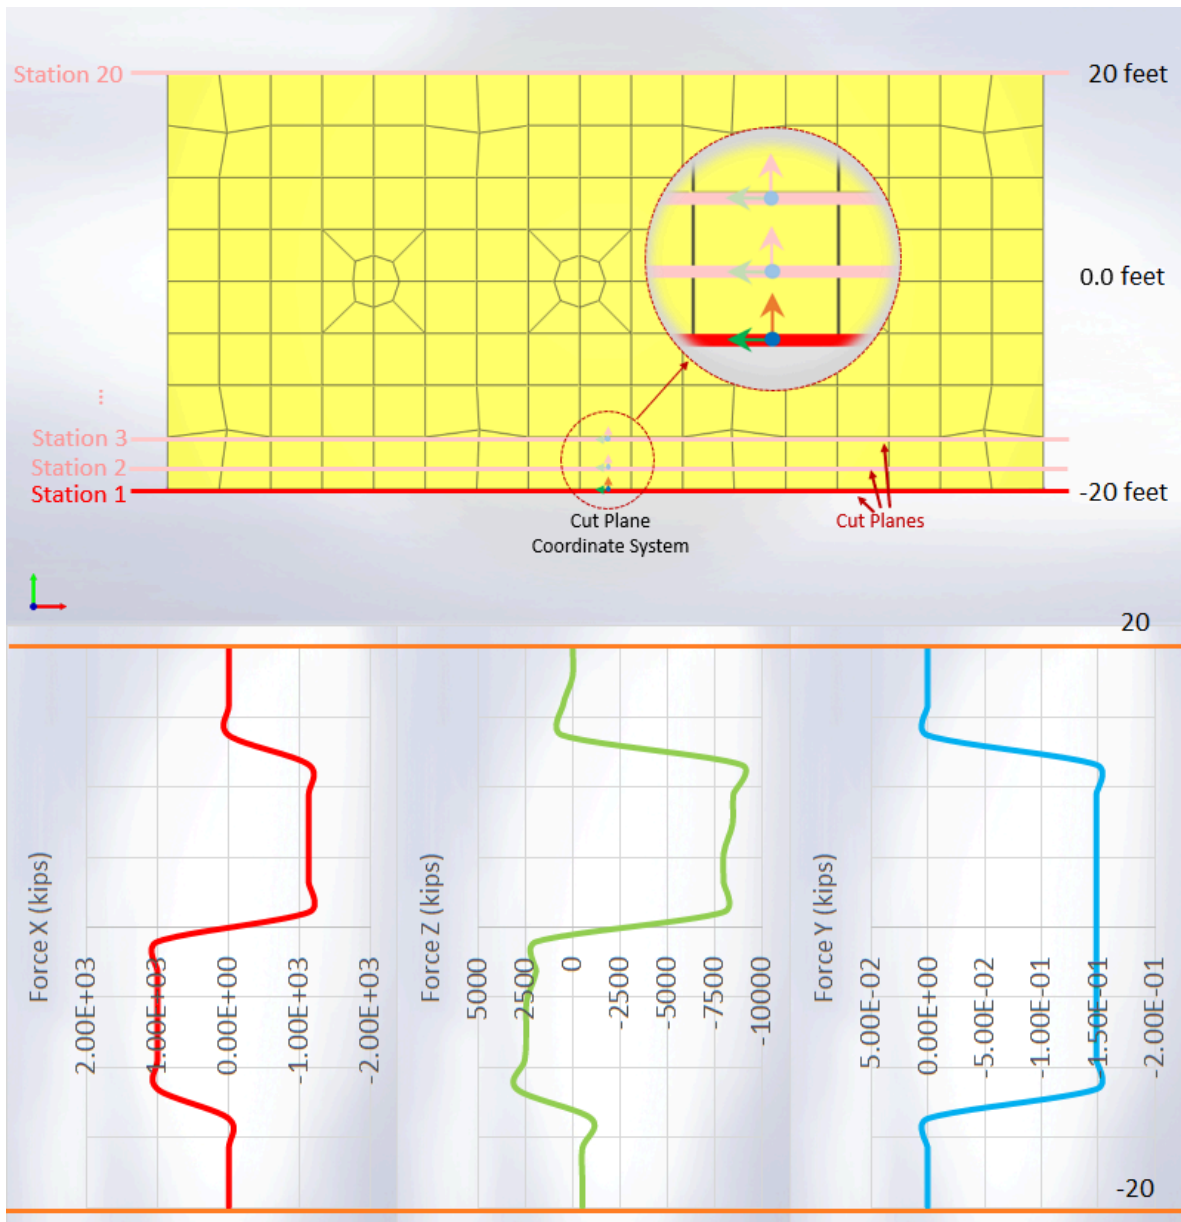 Station 20
20 feet
0.0 feet
⋮
Station 3
Station 2
Station 1
-20 feet
Cut Plane
Coordinate System
Cut Planes
20
Force X (kips)
2.00E+03
1.00E+03
0.00E+00
-1.00E+03
-2.00E+03
Force Z (kips)
5000
2500
0
-2500
-5000
-7500
-10000
Force Y (kips)
5.00E-02
0.00E+00
-5.00E-02
-1.00E-01
-1.50E-01
-2.00E-01
-20